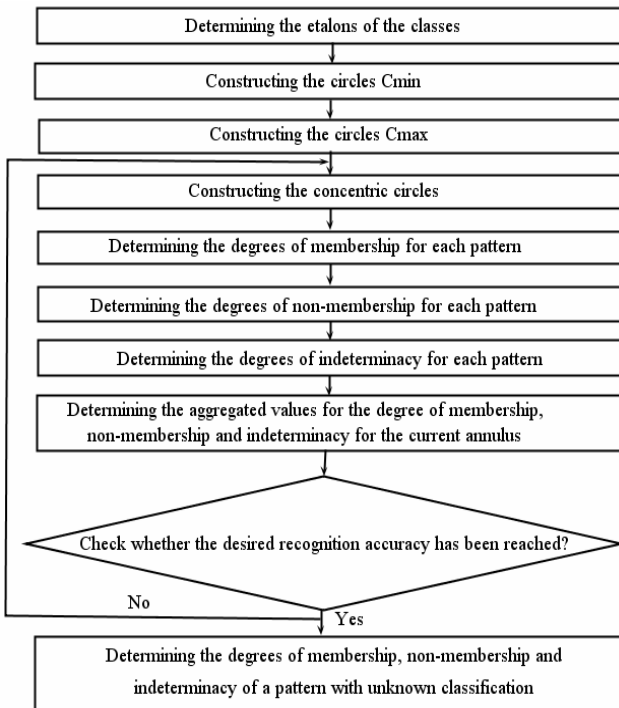 Determining the etalons of the classes
Constructing the circles Cmin
Constructing the circles Cmax
Constructing the concentric circles
Determining the degrees of membership for each pattern
Determining the degrees of non-membership for each pattern
Determining the degrees of indeterminacy for each pattern
Determining the aggregated values for the degree of membership,
non-membership and indeterminacy for the current annulus
Check whether the desired recognition accuracy has been reached?
No
Yes
Determining the degrees of membership, non-membership and
indeterminacy of a pattern with unknown classification